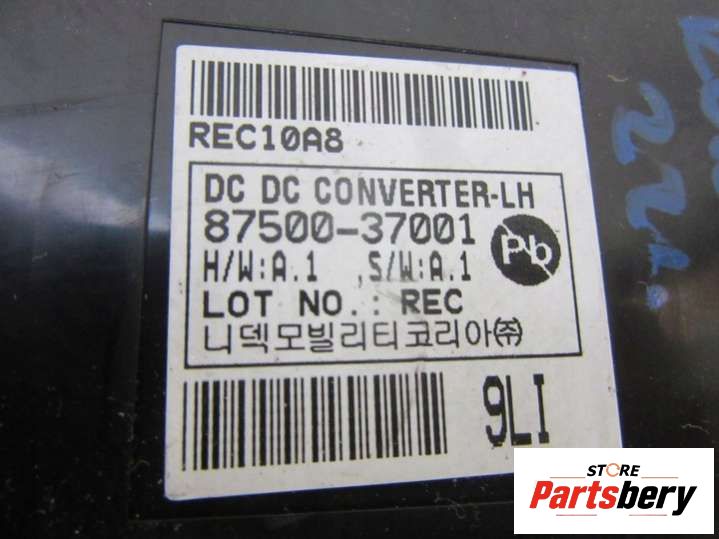 REC10A8
DC DC CONVERTER-LH
87500-37001
Pb
H/W:A.1 ,S/W:A.1
LOT NO.: REC
니덱모빌리티코리아㈜
9LI
STORE
Partsbery